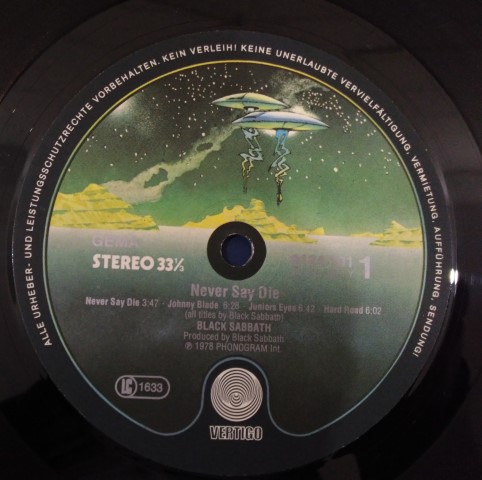 ALLE URHEBER- UND LEISTUNGSSCHUTZRECHTE VORBEHALTEN. KEIN VERLEIH! KEINE UNERLAUBTE VERVIELFÄLTIGUNG, VERMIETUNG, AUFFÜHRUNG, SENDUNG!
GEMA
STEREO 33⅓
1
Never Say Die
Never Say Die 3:47 · Johnny Blade 6:28 · Juniors Eyes 6:42 · Hard Road 6:02
(all titles by Black Sabbath)
BLACK SABBATH
Produced by Black Sabbath
℗ 1978 PHONOGRAM Int.
LC 1633
VERTIGO